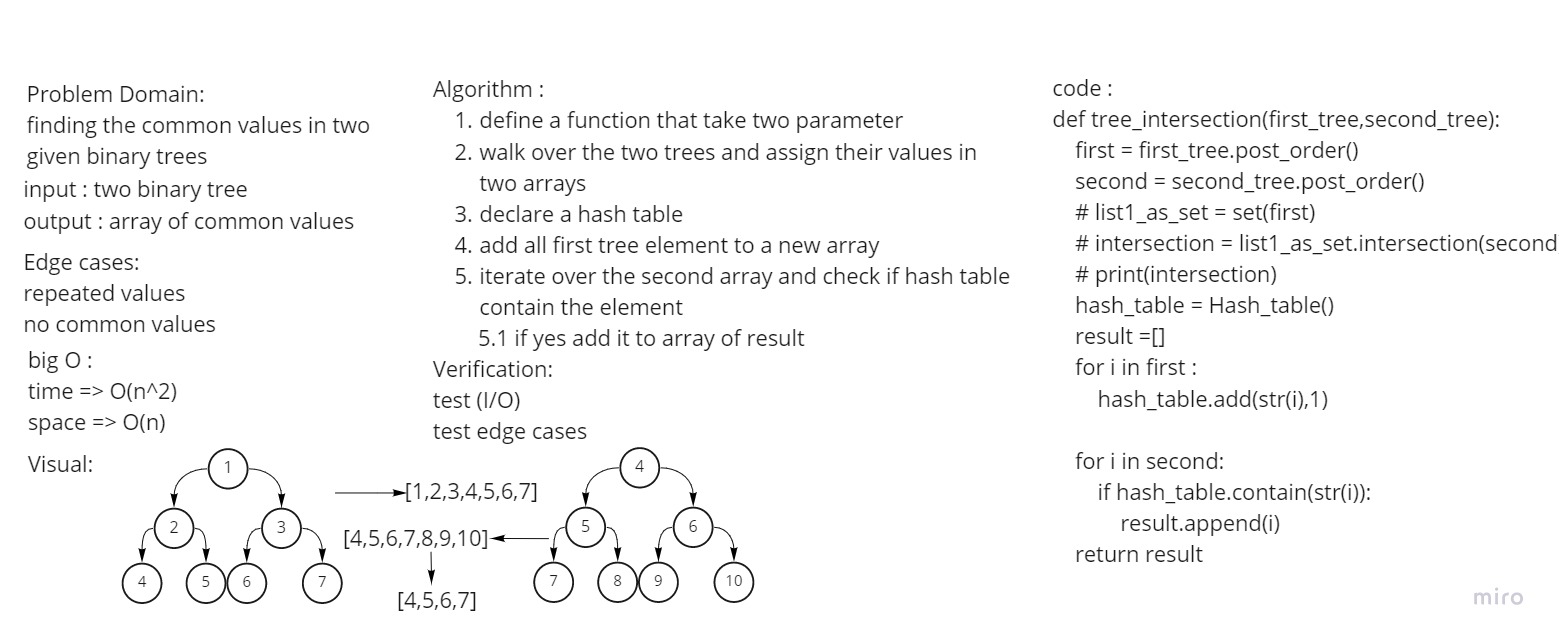 Problem Domain:
finding the common values in two
given binary trees
input : two binary tree
output : array of common values
Edge cases:
repeated values
no common values
big O :
time => O(n^2)
space => O(n)
Visual:
1
2
3
4
5
6
7
[1,2,3,4,5,6,7]
[4,5,6,7,8,9,10]
[4,5,6,7]
4
5
6
7
8
9
10
Algorithm :
1. define a function that take two parameter
2. walk over the two trees and assign their values in
two arrays
3. declare a hash table
4. add all first tree element to a new array
5. iterate over the second array and check if hash table
contain the element
5.1 if yes add it to array of result
Verification:
test (I/O)
test edge cases
code :
def tree_intersection(first_tree,second_tree):
first = first_tree.post_order()
second = second_tree.post_order()
# list1_as_set = set(first)
# intersection = list1_as_set.intersection(second
# print(intersection)
hash_table = Hash_table()
result =[]
for i in first :
hash_table.add(str(i),1)
for i in second:
if hash_table.contain(str(i)):
result.append(i)
return result
miro